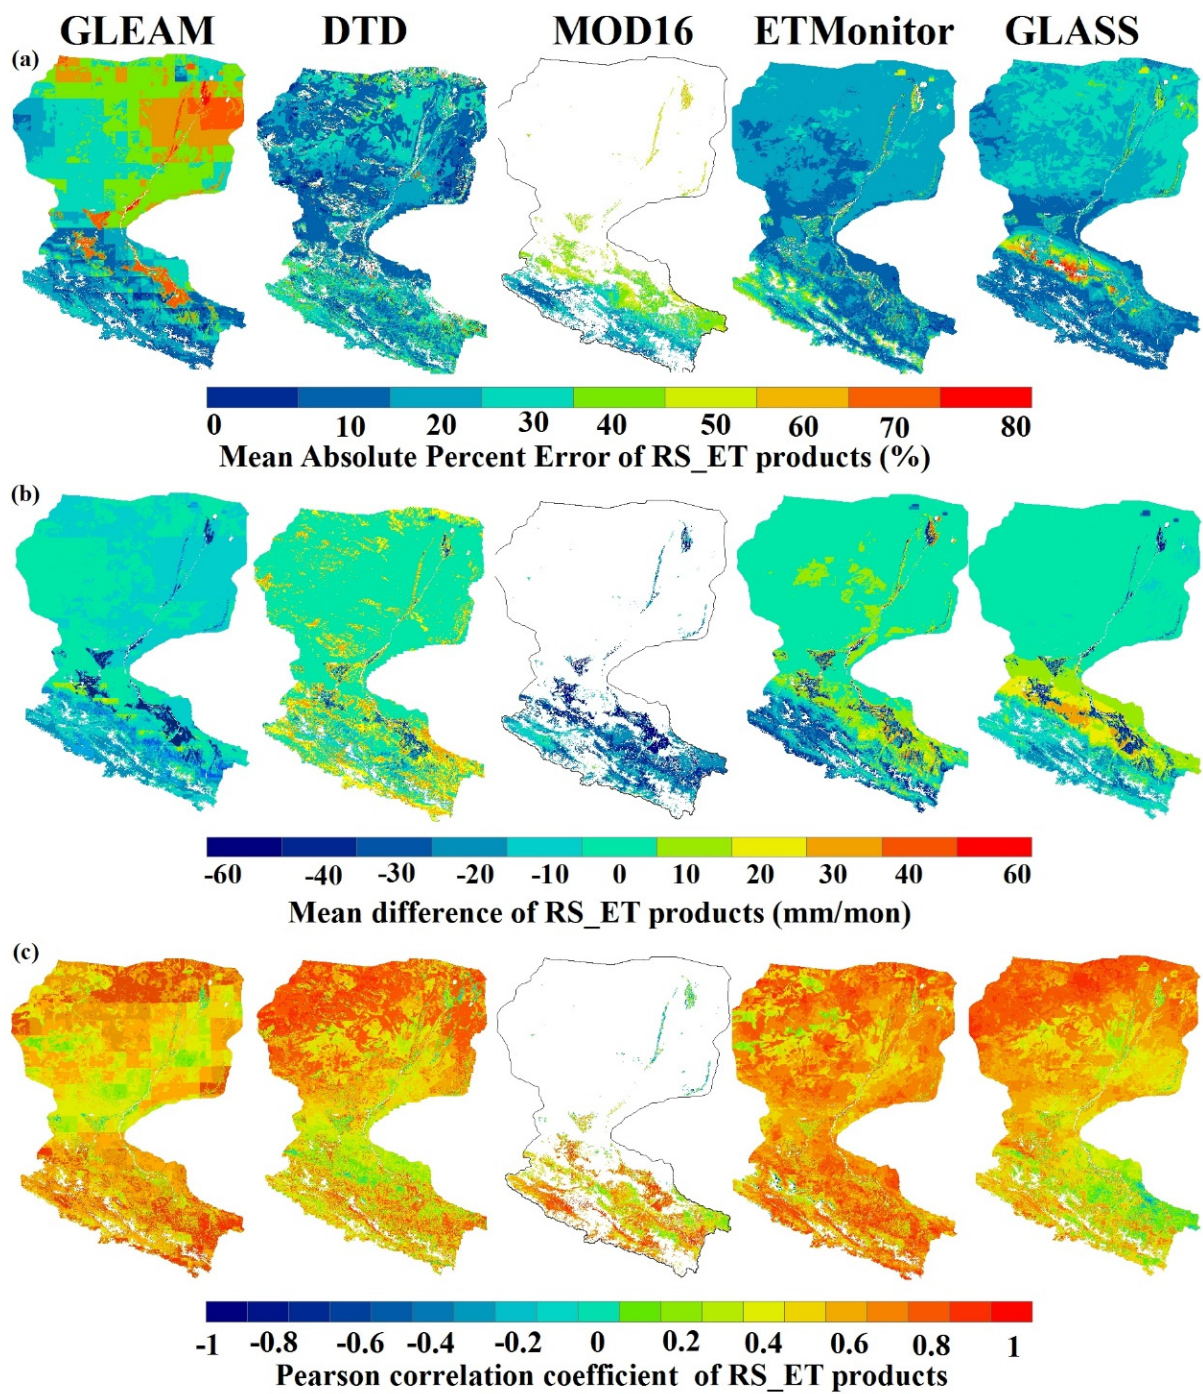 GLEAM DTD MOD16 ETMonitor GLASS
(a)
0 10 20 30 40 50 60 70 80
Mean Absolute Percent Error of RS_ET products (%)
(b)
-60 -40 -30 -20 -10 0 10 20 30 40 60
Mean difference of RS_ET products (mm/mon)
(c)
-1 -0.8 -0.6 -0.4 -0.2 0 0.2 0.4 0.6 0.8 1
Pearson correlation coefficient of RS_ET products